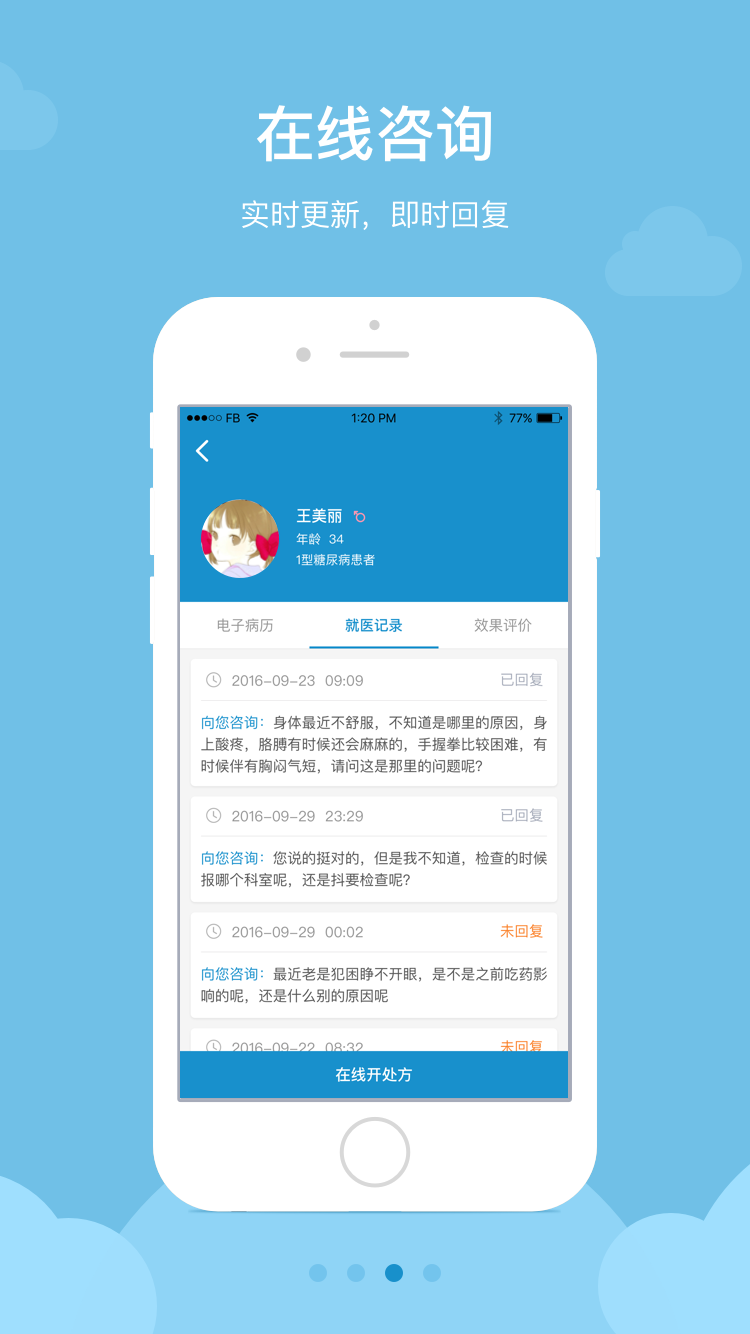 在线咨询
实时更新，即时回复
FB 1:20 PM 77%
王美丽
年龄 34
1型糖尿病患者
电子病历 就医记录 效果评价
2016-09-23 09:09 已回复
向您咨询：身体最近不舒服，不知道是哪里的原因，身
上酸疼，胳膊有时候还会麻麻的，手握拳比较困难，有
时候伴有胸闷气短，请问这是那里的问题呢？
2016-09-29 23:29 已回复
向您咨询：您说的挺对的，但是我不知道，检查的时候
报哪个科室呢，还是抖要检查呢？
2016-09-29 00:02 未回复
向您咨询：最近老是犯困睁不开眼，是不是之前吃药影
响的呢，还是什么别的原因呢
2016-09-22 08:32 未回复
在线开处方